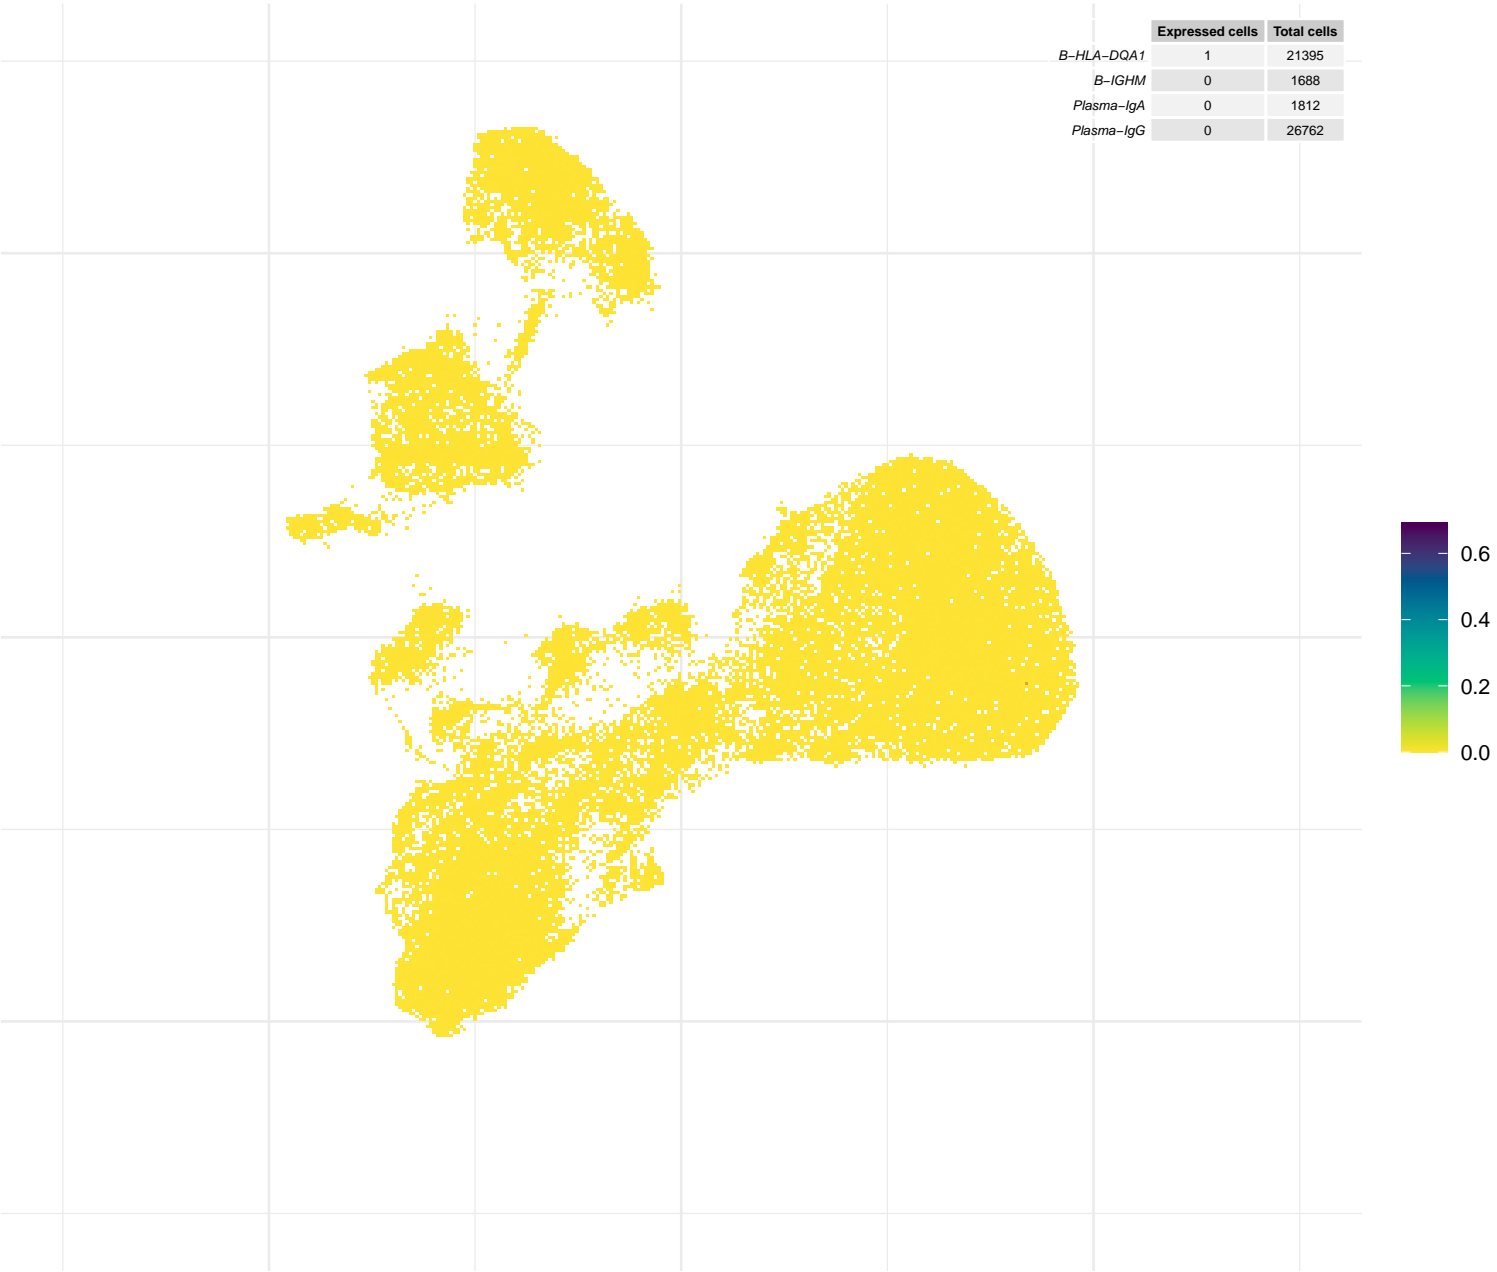 Expressed cells Total cells
B−HLA−DQA1 1 21395
B−IGHM 0 1688
Plasma−IgA 0 1812
Plasma−IgG 0 26762
0.6
0.4
0.2
0.0